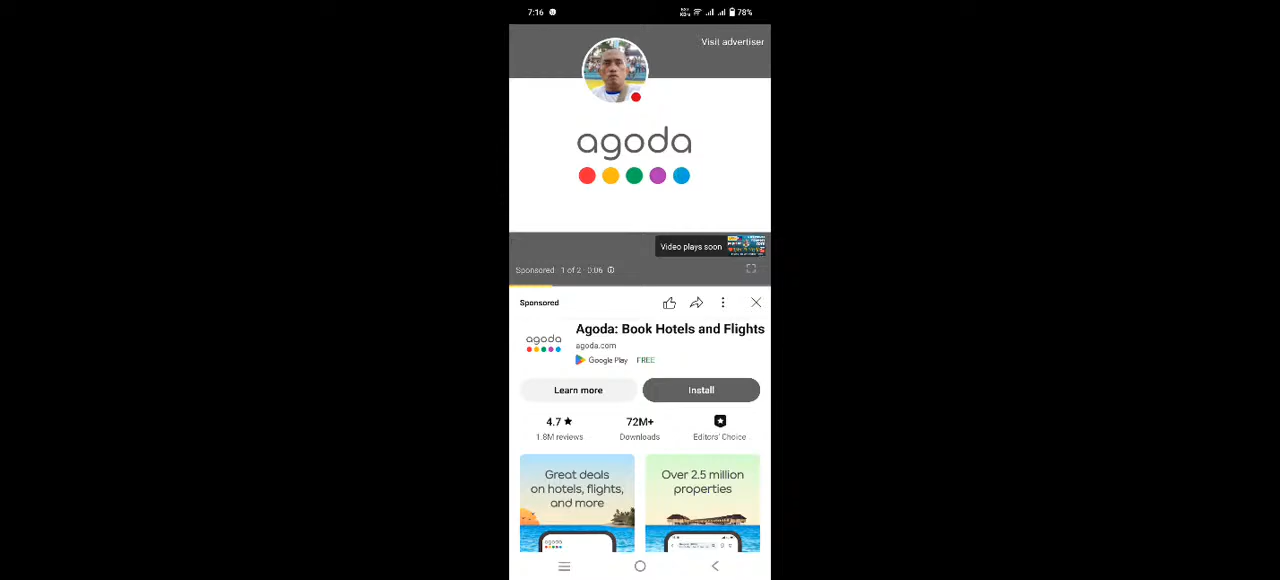 7:16
78%
Visit advertiser
agoda
Video plays soon
Sponsored 1 of 2 · 0:06
Sponsored
Agoda: Book Hotels and Flights
agoda
agoda.com
Google Play FREE
Learn more
Install
4.7 ★
72M+
1.8M reviews
Downloads
Editors' Choice
Great deals
on hotels, flights,
and more
Over 2.5 million
properties
agoda